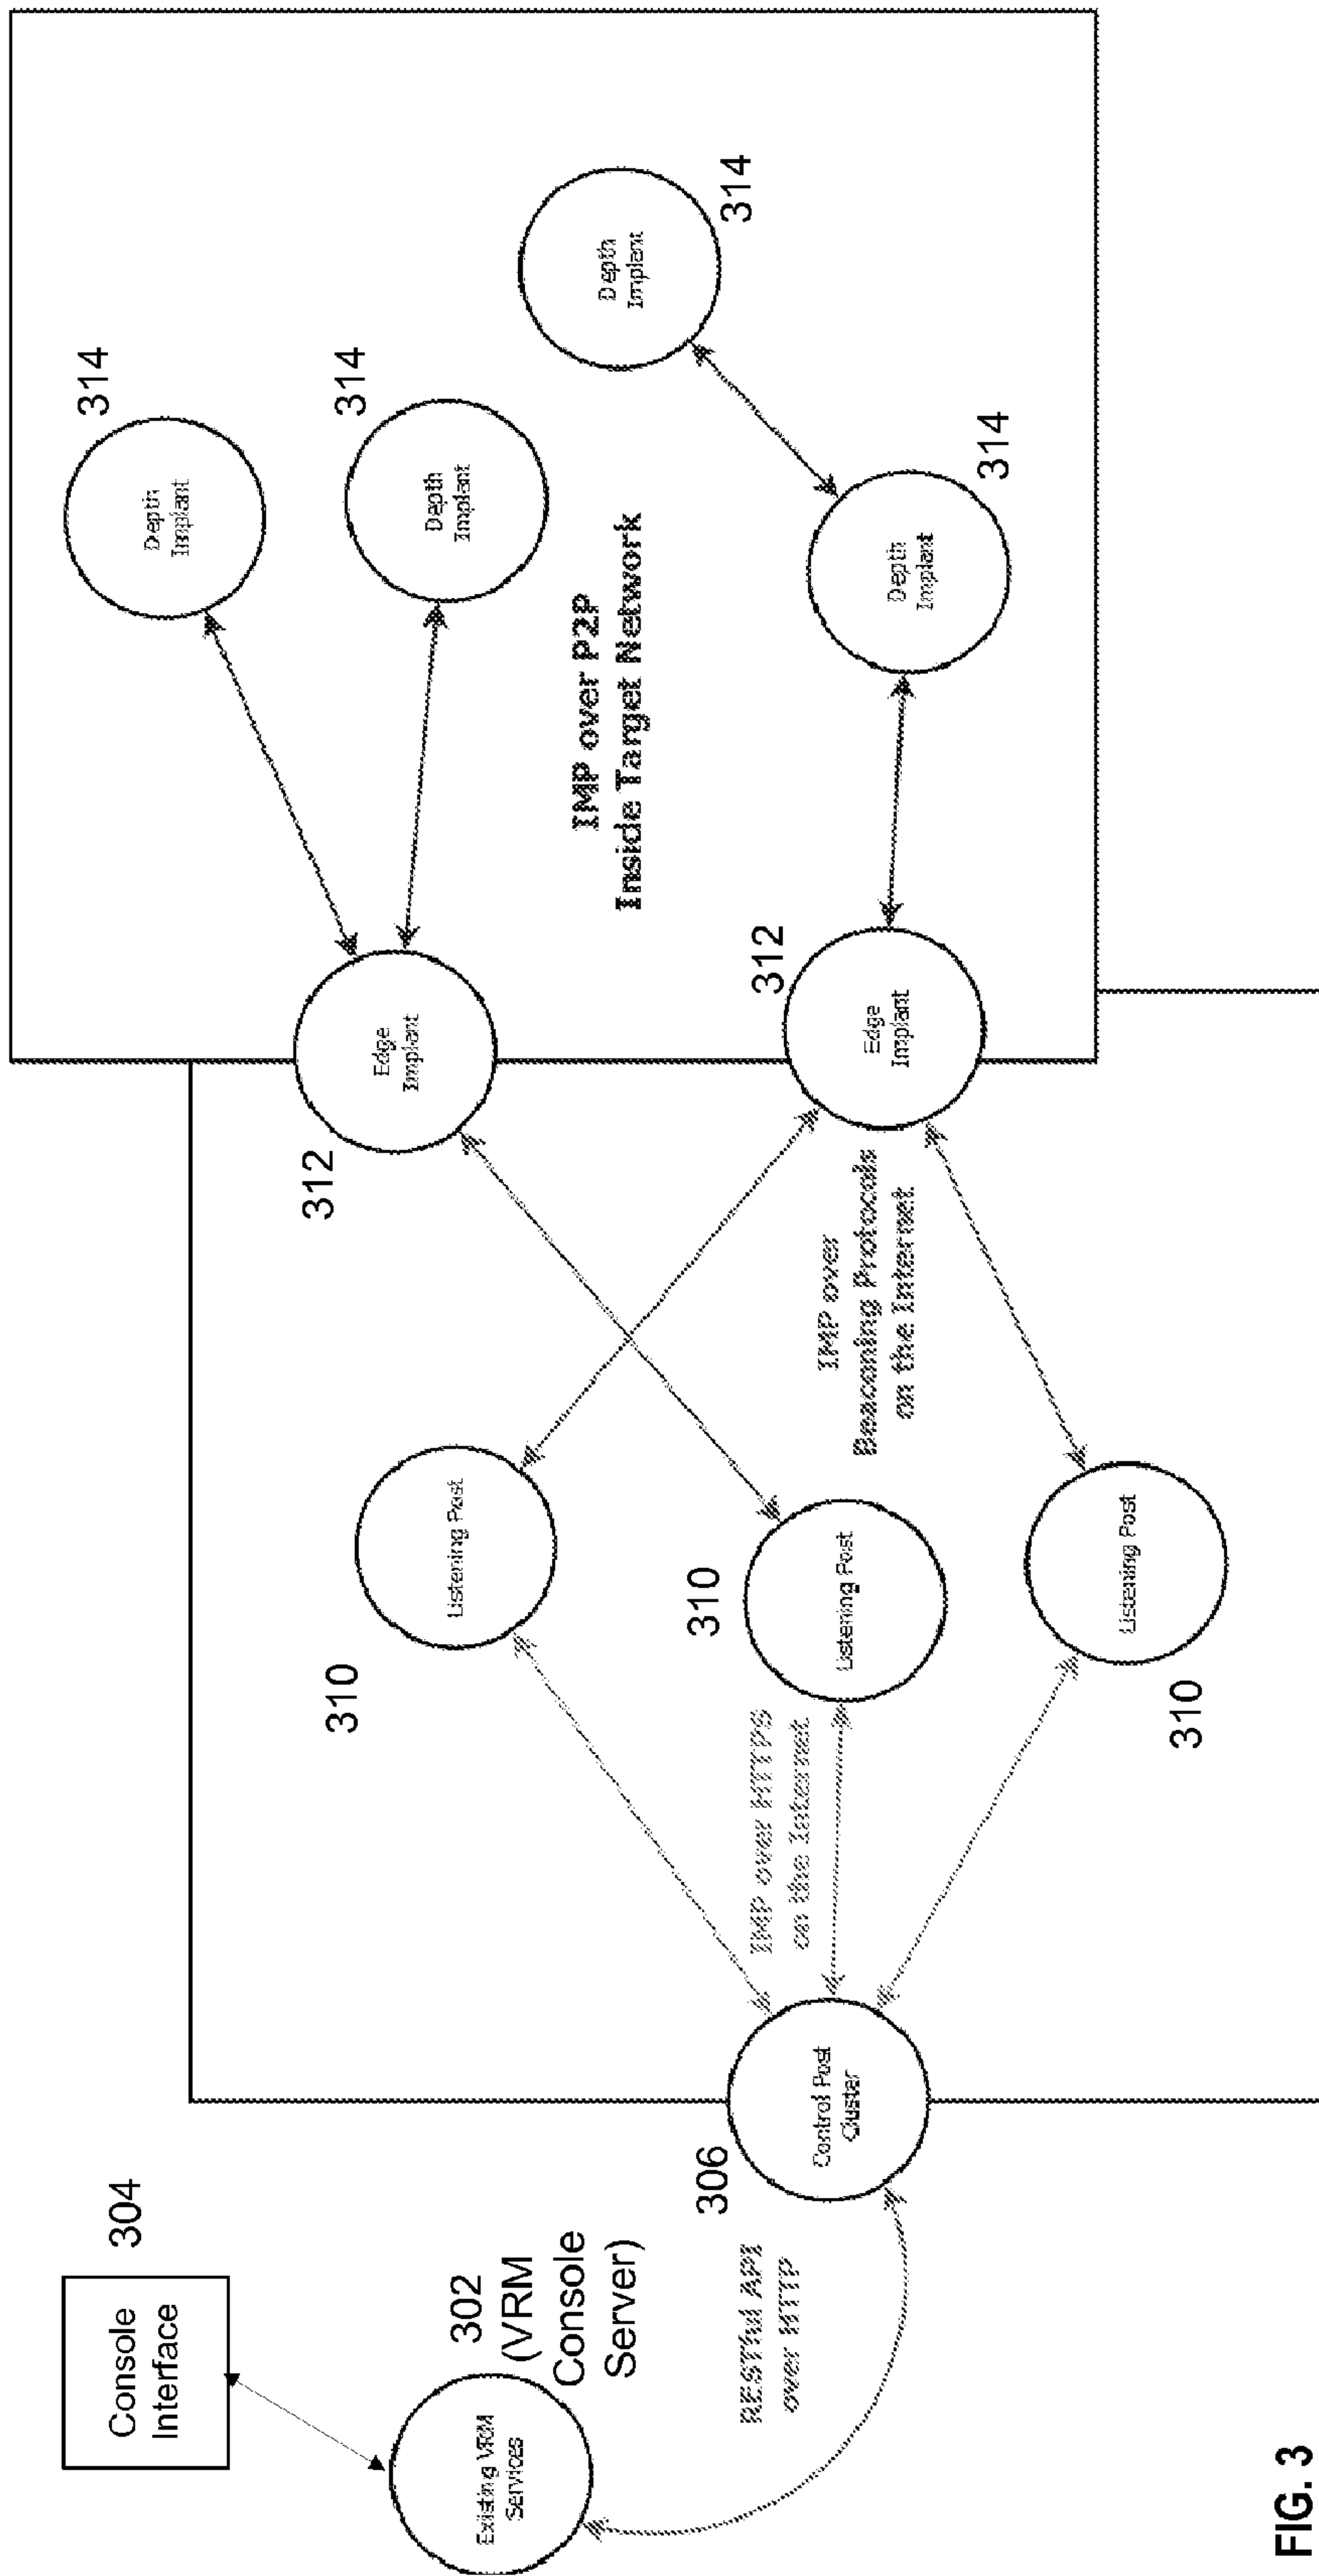 Console
Interface
304
Existing VRM
Services
302
(VRM
Console
Server)
RESTful API
over HTTP
306
Control Post
Cluster
IMP over HTTPS
on the Internet
310
Listening Post
310
Listening Post
310
Listening Post
IMP over
Beaconing Protocols
on the Internet
312
Edge
Implant
312
Edge
Implant
IMP over P2P
Inside Target Network
314
Depth
Implant
314
Depth
Implant
314
Depth
Implant
314
Depth
Implant
FIG. 3